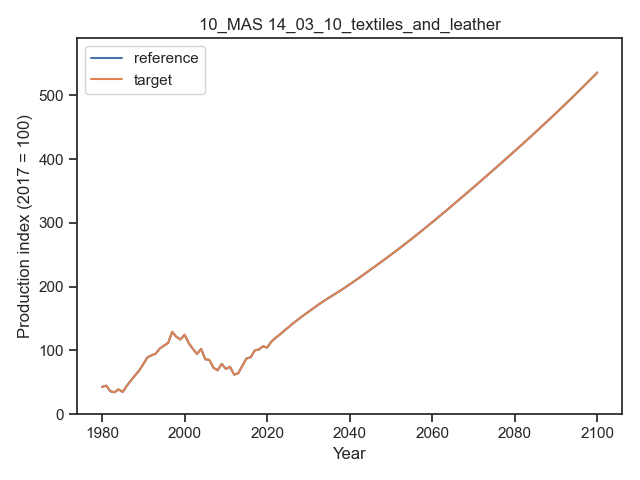 10_MAS 14_03_10_textiles_and_leather
reference
target
Production index (2017 = 100)
500
400
300
200
100
0
1980
2000
2020
2040
2060
2080
2100
Year